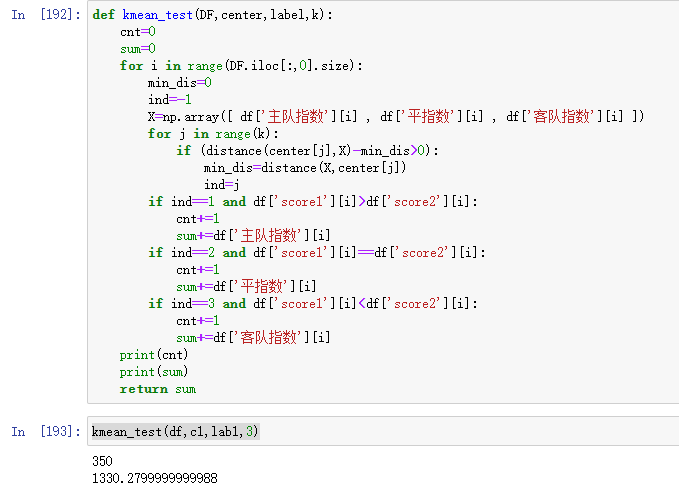 In [192]: def kmean_test(DF,center,label,k):
    cnt=0
    sum=0
    for i in range(DF.iloc[:,0].size):
        min_dis=0
        ind=-1
        X=np.array([ df['主队指数'][i] , df['平指数'][i] , df['客队指数'][i] ])
        for j in range(k):
            if (distance(center[j],X)-min_dis>0):
                min_dis=distance(X,center[j])
                ind=j
        if ind==1 and df['score1'][i]>df['score2'][i]:
            cnt+=1
            sum+=df['主队指数'][i]
        if ind==2 and df['score1'][i]==df['score2'][i]:
            cnt+=1
            sum+=df['平指数'][i]
        if ind==3 and df['score1'][i]<df['score2'][i]:
            cnt+=1
            sum+=df['客队指数'][i]
    print(cnt)
    print(sum)
    return sum
In [193]: kmean_test(df,c1,lab1,3)
350
1330.2799999999988